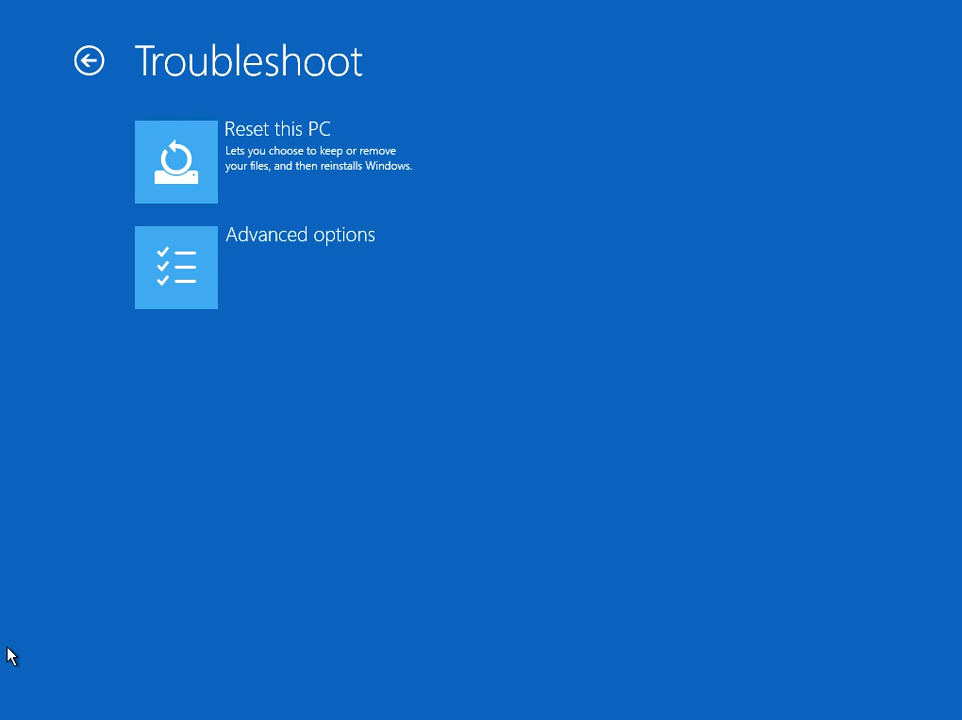 Troubleshoot
Reset this PC
Lets you choose to keep or remove
your files, and then reinstalls Windows.
Advanced options